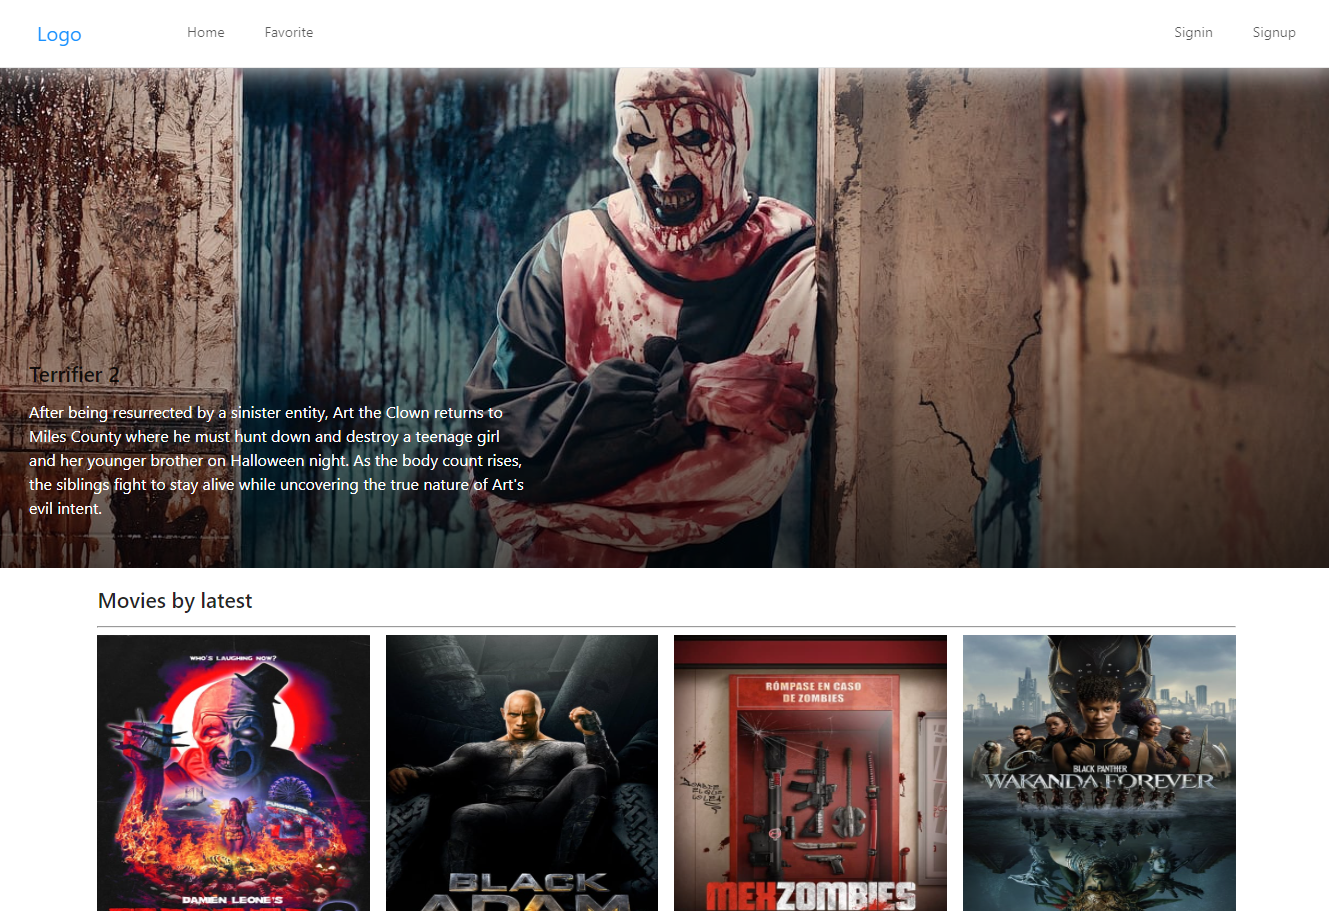 Logo
Home
Favorite
Signin
Signup
Terrifier 2
After being resurrected by a sinister entity, Art the Clown returns to
Miles County where he must hunt down and destroy a teenage girl
and her younger brother on Halloween night. As the body count rises,
the siblings fight to stay alive while uncovering the true nature of Art's
evil intent.
Movies by latest
WHO'S LAUGHING NOW?
FUNHOUSE
DAMIEN LEONE'S
BLACK
ADAM
RÓMPASE EN CASO
DE ZOMBIES
MEXZOMBIES
BLACK PANTHER
WAKANDA FOREVER